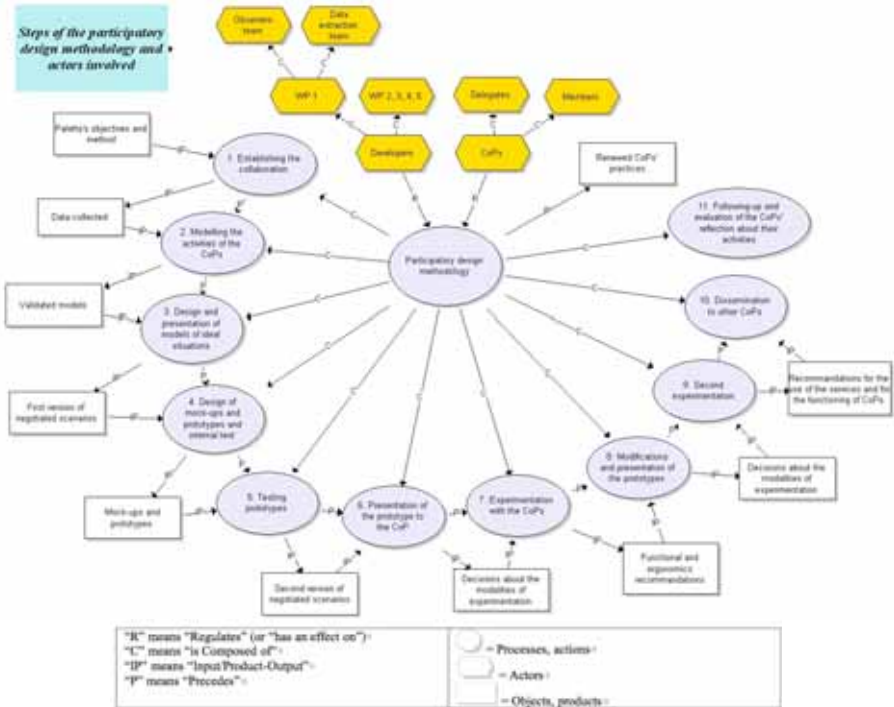 Steps of the participatory
design methodology and
actors involved
Observers
team
Data
extraction
team
WP 1
WP 2, 3, 4, 5
Delegates
Members
Developers
CoPs
Palette's objectives and
method
1. Establishing the
collaboration
Renewed CoPs'
practices
Data collected
2. Modelling the
activities of the
CoPs
Participatory design
methodology
11. Following-up and
evaluation of the CoPs'
reflection about their
activities
Validated models
3. Design and
presentation of
models of ideal
situations
10. Dissemination
to other CoPs
First version of
negotiated scenarios
4. Design of
mock-ups and
prototypes and
internal test
9. Second
experimentation
Recommandations for the
use of the services and for
the functioning of CoPs
Mock-ups and
prototypes
5. Testing
prototypes
6. Presentation of
the prototype to
the CoP
7. Experimentation
with the CoPs
8. Modifications
and presentation of
the prototypes
Decisions about the
modalities of
experimentation
Second version of
negotiated scenarios
Decisions about the
modalities of
experimentation
Functional and
ergonomics
recommandations
"R" means "Regulates" (or "has an effect on")
"C" means "is Composed of"
"IP" means "Input/Product-Output"
"P" means "Precedes"
= Processes, actions
= Actors
= Objects, products